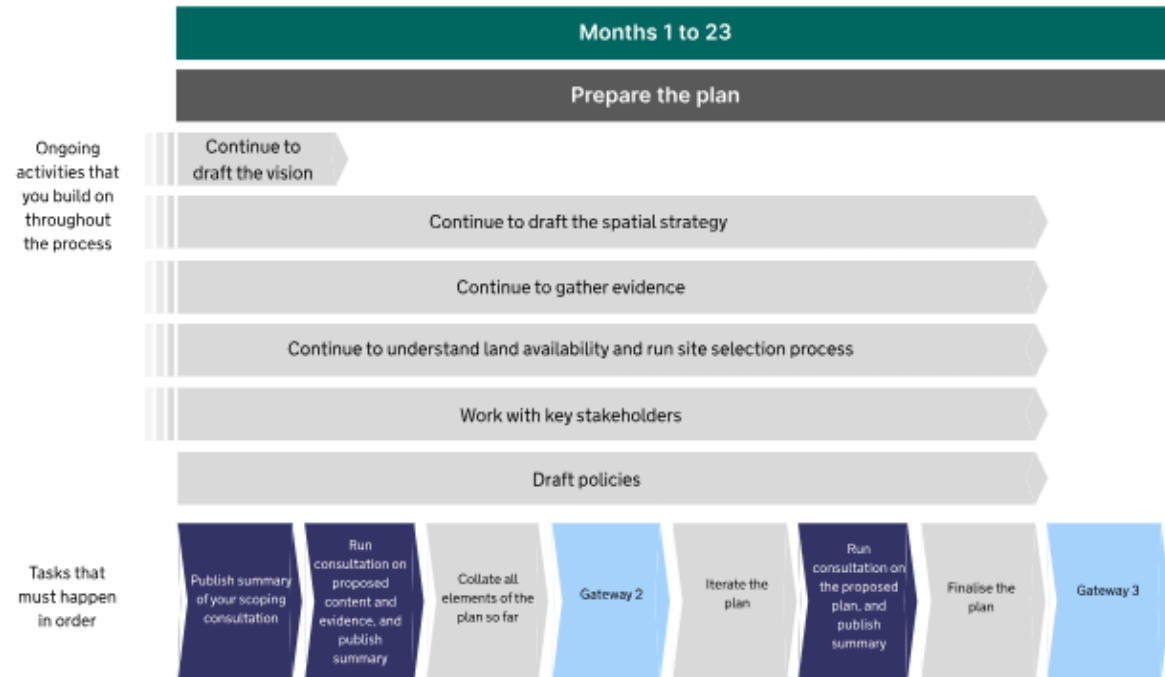 Months 1 to 23
Prepare the plan
Ongoing
activities that
you build on
throughout
the process
Continue to
draft the vision
Continue to draft the spatial strategy
Continue to gather evidence
Continue to understand land availability and run site selection process
Work with key stakeholders
Draft policies
Tasks that
must happen
in order
Publish summary
of your scoping
consultation
Run
consultation on
proposed
content and
evidence, and
publish
summary
Collate all
elements of the
plan so far
Gateway 2
Iterate the
plan
Run
consultation on
the proposed
plan, and
publish
summary
Finalise the
plan
Gateway 3